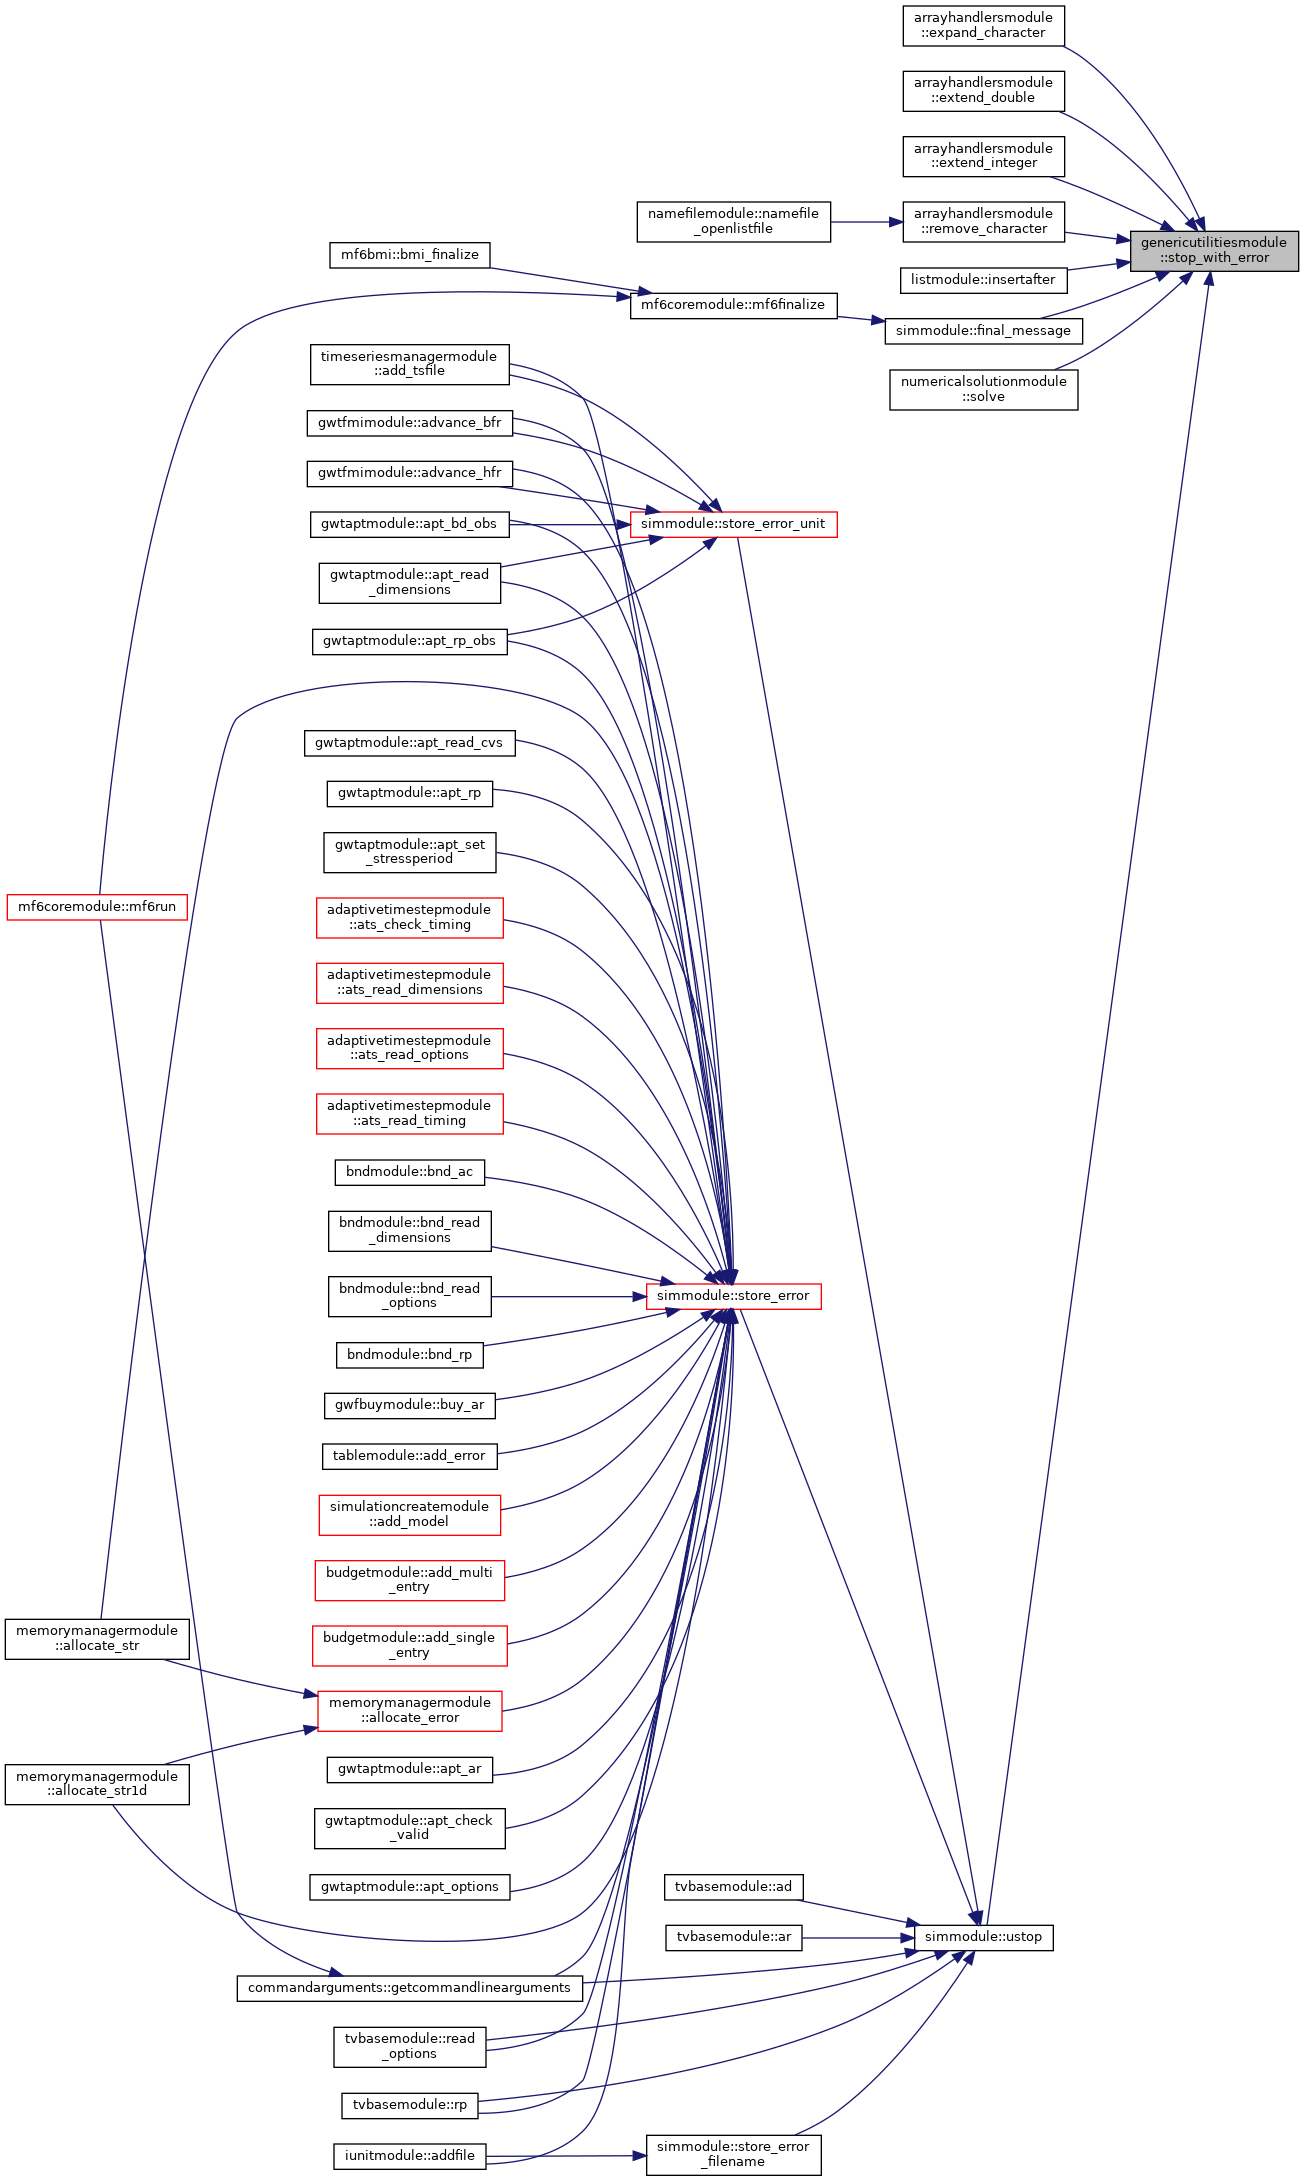 arrayhandlersmodule
::expand_character
arrayhandlersmodule
::extend_double
arrayhandlersmodule
::extend_integer
namefilemodule::namefile
_openlistfile
arrayhandlersmodule
::remove_character
genericutilitiesmodule
::stop_with_error
mf6bmi::bmi_finalize
listmodule::insertafter
mf6coremodule::mf6finalize
simmodule::final_message
timeseriesmanagermodule
::add_tsfile
numericalsolutionmodule
::solve
gwtfmimodule::advance_bfr
gwtfmimodule::advance_hfr
gwtaptmodule::apt_bd_obs
simmodule::store_error_unit
gwtaptmodule::apt_read
_dimensions
gwtaptmodule::apt_rp_obs
gwtaptmodule::apt_read_cvs
gwtaptmodule::apt_rp
gwtaptmodule::apt_set
_stressperiod
mf6coremodule::mf6run
adaptivetimestepmodule
::ats_check_timing
adaptivetimestepmodule
::ats_read_dimensions
adaptivetimestepmodule
::ats_read_options
adaptivetimestepmodule
::ats_read_timing
bndmodule::bnd_ac
bndmodule::bnd_read
_dimensions
bndmodule::bnd_read
_options
simmodule::store_error
bndmodule::bnd_rp
gwfbuymodule::buy_ar
tablemodule::add_error
simulationcreatemodule
::add_model
budgetmodule::add_multi
_entry
memorymanagermodule
::allocate_str
budgetmodule::add_single
_entry
memorymanagermodule
::allocate_error
memorymanagermodule
::allocate_str1d
gwtaptmodule::apt_ar
gwtaptmodule::apt_check
_valid
gwtaptmodule::apt_options
tvbasemodule::ad
tvbasemodule::ar
simmodule::ustop
commandarguments::getcommandlinearguments
tvbasemodule::read
_options
tvbasemodule::rp
iunitmodule::addfile
simmodule::store_error
_filename